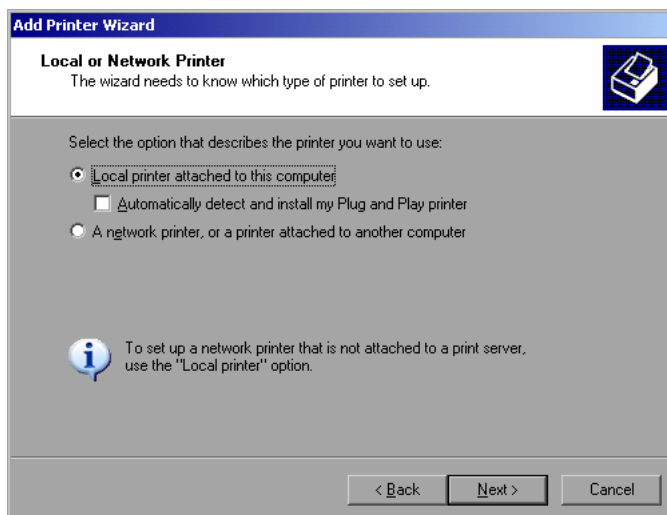 Add Printer Wizard
Local or Network Printer
The wizard needs to know which type of printer to set up.
Select the option that describes the printer you want to use:
Local printer attached to this computer
Automatically detect and install my Plug and Play printer
A network printer, or a printer attached to another computer
To set up a network printer that is not attached to a print server,
use the "Local printer" option.
< Back Next > Cancel